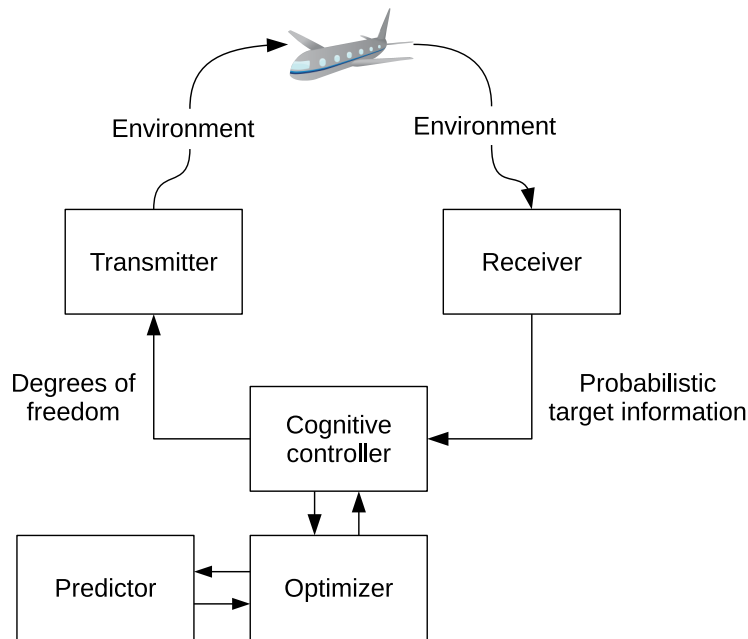 Environment
Environment
Transmitter
Receiver
Degrees of
freedom
Probabilistic
target information
Cognitive
controller
Predictor
Optimizer